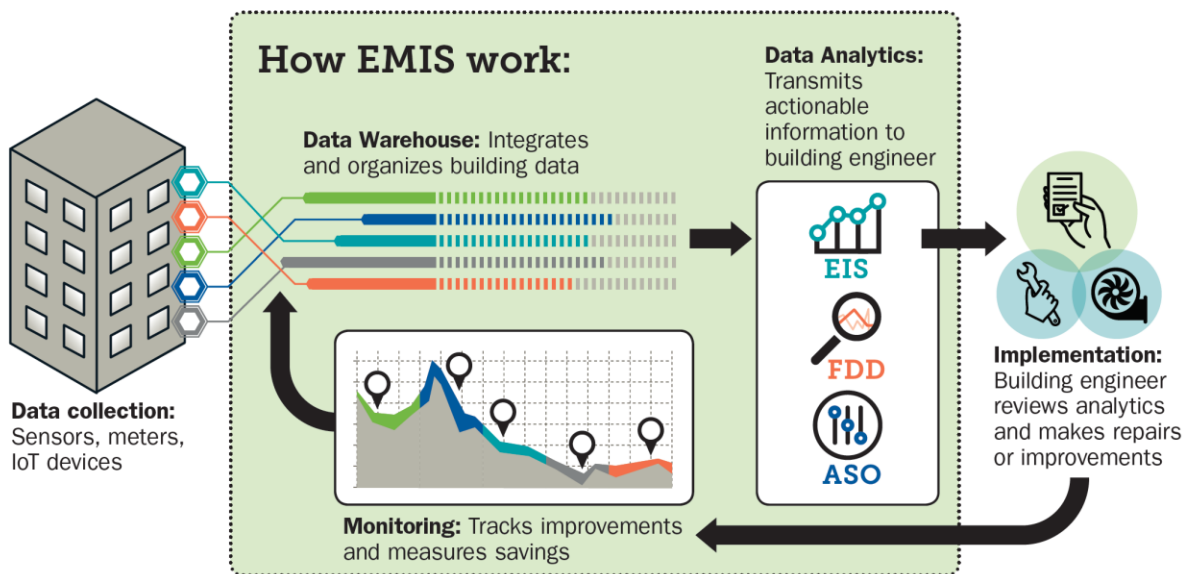 How EMIS work:
Data collection:
Sensors, meters,
IoT devices
Data Warehouse: Integrates
and organizes building data
Data Analytics:
Transmits
actionable
information to
building engineer
EIS
FDD
ASO
Implementation:
Building engineer
reviews analytics
and makes repairs
or improvements
Monitoring: Tracks improvements
and measures savings